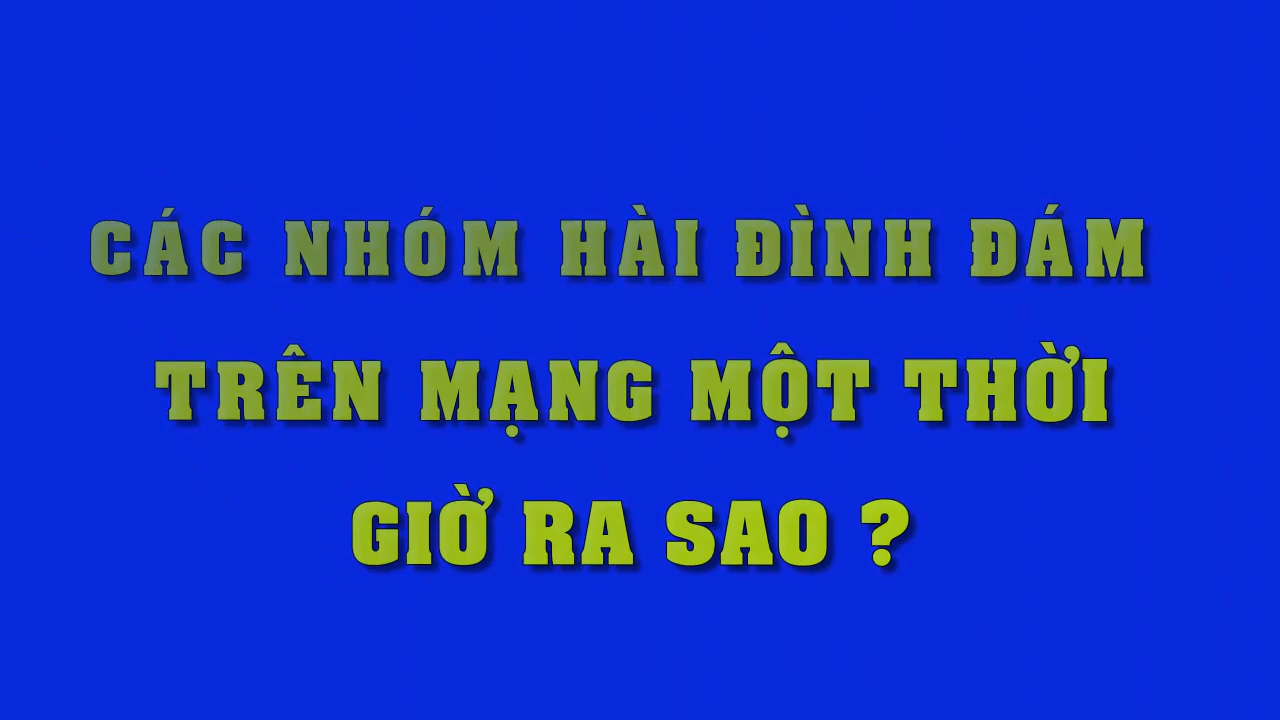 CÁC NHÓM HÀI ĐÌNH ĐÁM
TRÊN MẠNG MỘT THỜI
GIỜ RA SAO ?